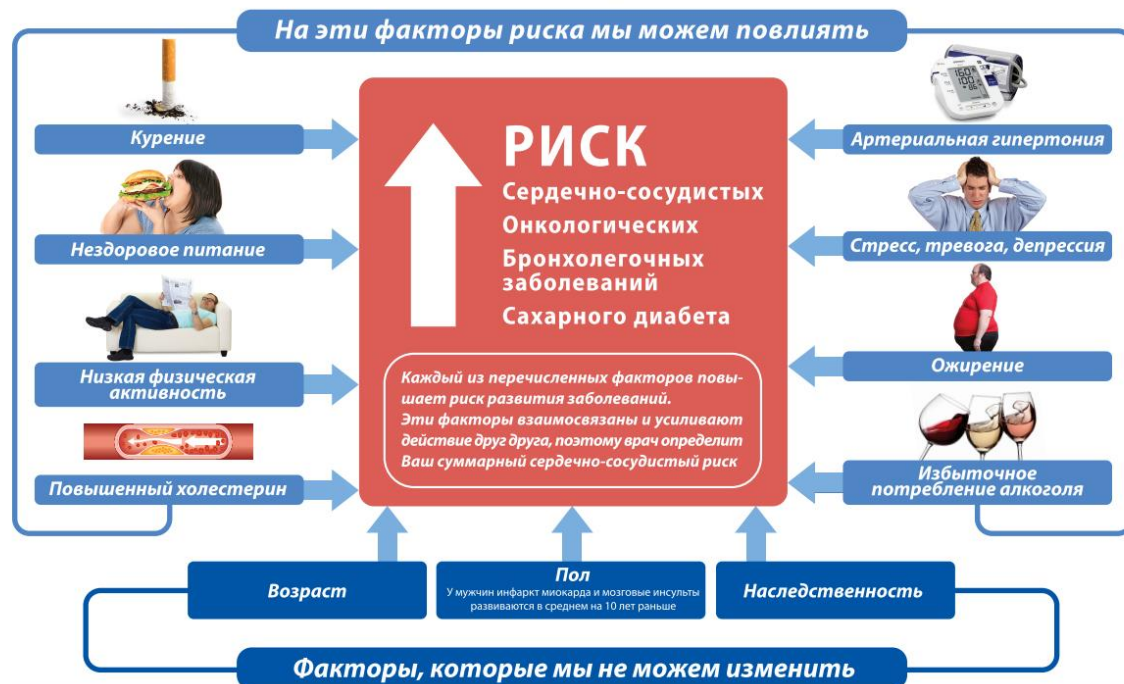 На эти факторы риска мы можем повлиять
Курение
Нездоровое питание
Низкая физическая
активность
Повышенный холестерин
РИСК
Сердечно-сосудистых
Онкологических
Бронхолегочных
заболеваний
Сахарного диабета
Каждый из перечисленных факторов повы-
шает риск развития заболеваний.
Эти факторы взаимосвязаны и усиливают
действие друг друга, поэтому врач определит
Ваш суммарный сердечно-сосудистый риск
160
100
86
Артериальная гипертония
Стресс, тревога, депрессия
Ожирение
Избыточное
потребление алкоголя
Возраст
Пол
У мужчин инфаркт миокарда и мозговые инсульты
развиваются в среднем на 10 лет раньше
Наследственность
Факторы, которые мы не можем изменить